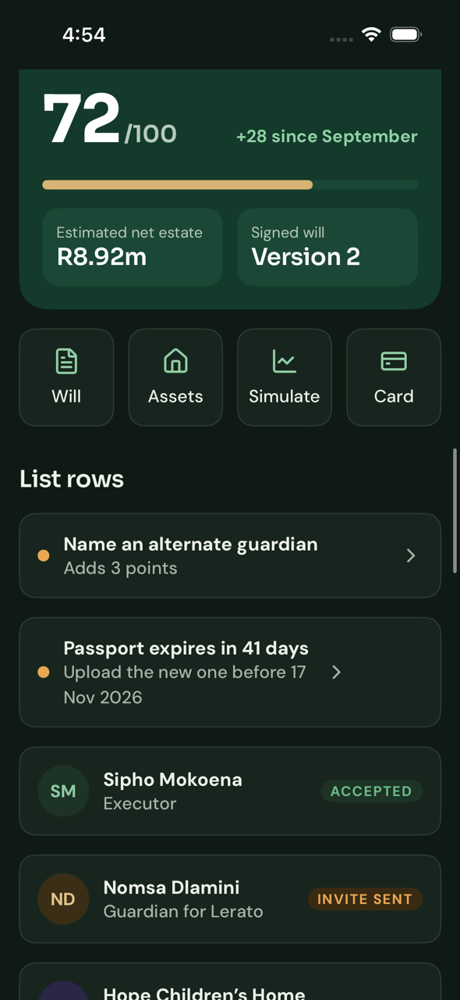 4:54
72/100
+28 since September
Estimated net estate
R8.92m
Signed will
Version 2
Will
Assets
Simulate
Card
List rows
Name an alternate guardian
Adds 3 points
Passport expires in 41 days
Upload the new one before 17
Nov 2026
SM
Sipho Mokoena
Executor
ACCEPTED
ND
Nomsa Dlamini
Guardian for Lerato
INVITE SENT
Hope Children’s Home